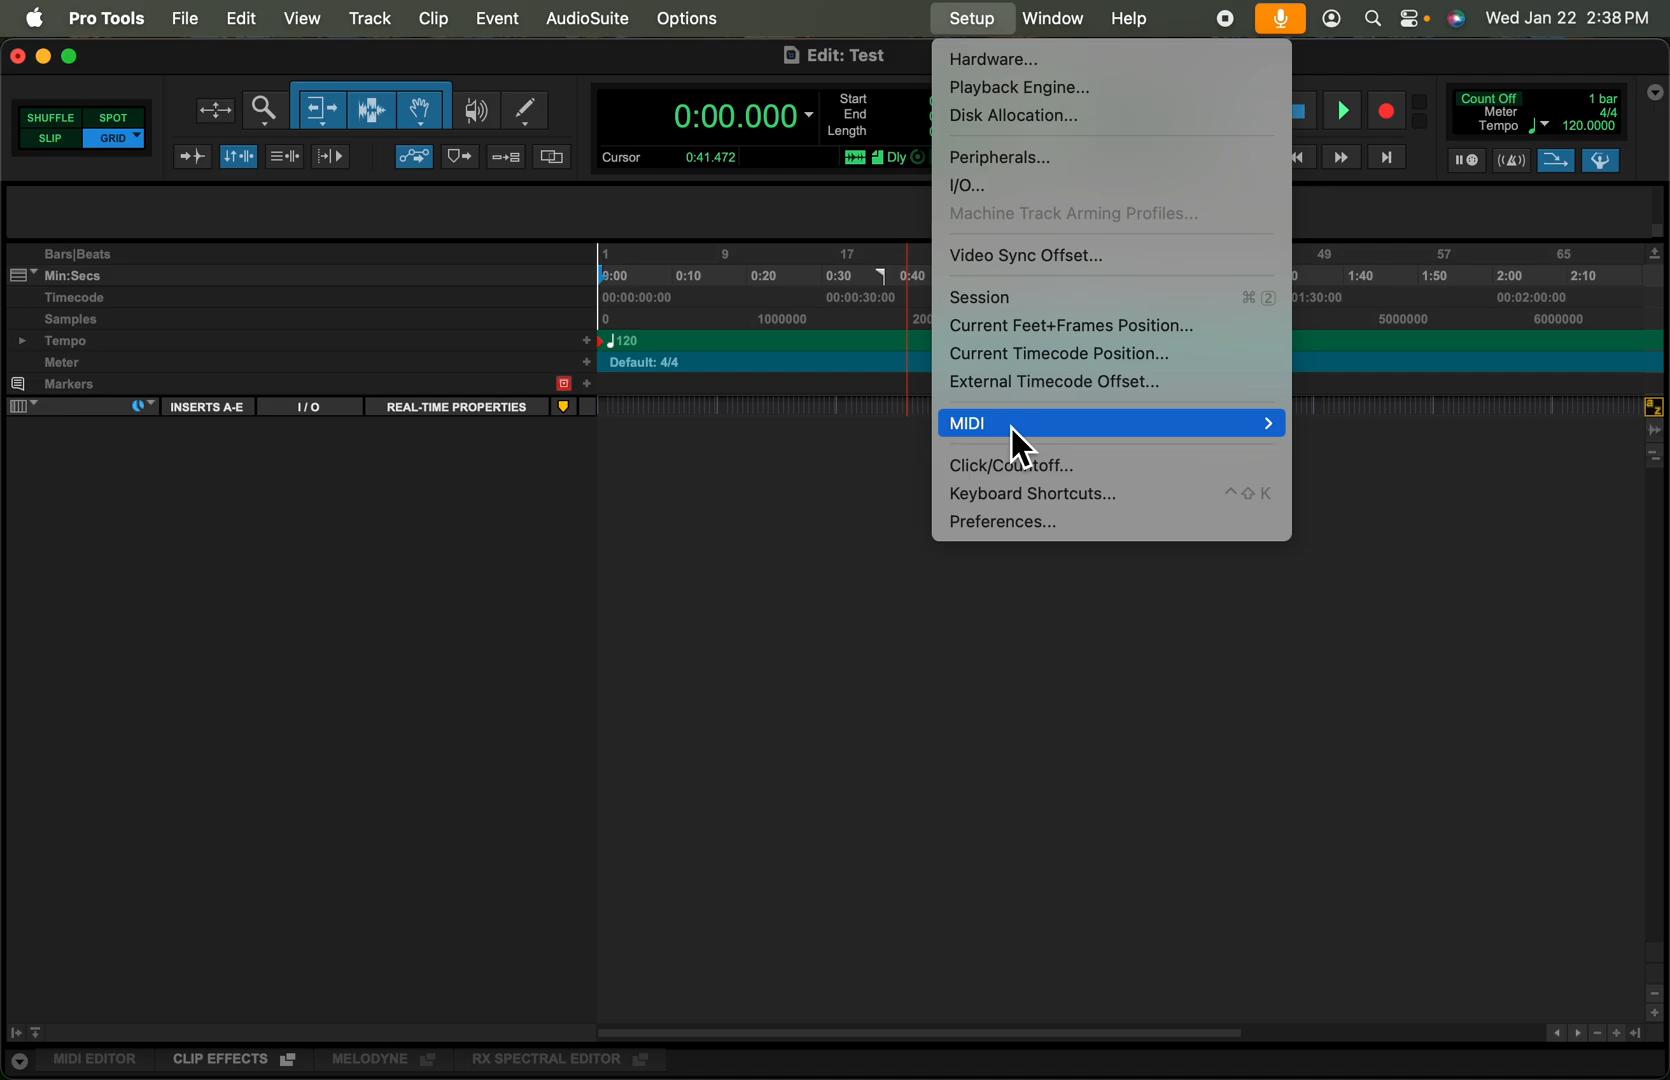 Pro Tools File Edit View Track Clip Event AudioSuite Options Setup Window Help Wed Jan 22 2:38 PM
Edit: Test
SHUFFLE SPOT
SLIP GRID
0:00.000
Start
End
Length
Cursor 0:41.472 Dly
Count Off 1 bar
Meter 4/4
Tempo 120.0000
Hardware...
Playback Engine...
Disk Allocation...
Peripherals...
I/O...
Machine Track Arming Profiles...
Video Sync Offset...
Session ⌘ 2
Current Feet+Frames Position...
Current Timecode Position...
External Timecode Offset...
MIDI
Keyboard Shortcuts... ^ ⇧ K
Preferences...
Bars|Beats 1 9 17 49 57 65
Min:Secs 0:00 0:10 0:20 0:30 0:40 1:40 1:50 2:00 2:10
Timecode 00:00:00:00 00:00:30:00 01:30:00 00:02:00:00
Samples 0 1000000 200 5000000 6000000
Tempo + 120
Meter + Default: 4/4
Markers +
INSERTS A-E I/O REAL-TIME PROPERTIES
a z
MIDI EDITOR CLIP EFFECTS MELODYNE RX SPECTRAL EDITOR